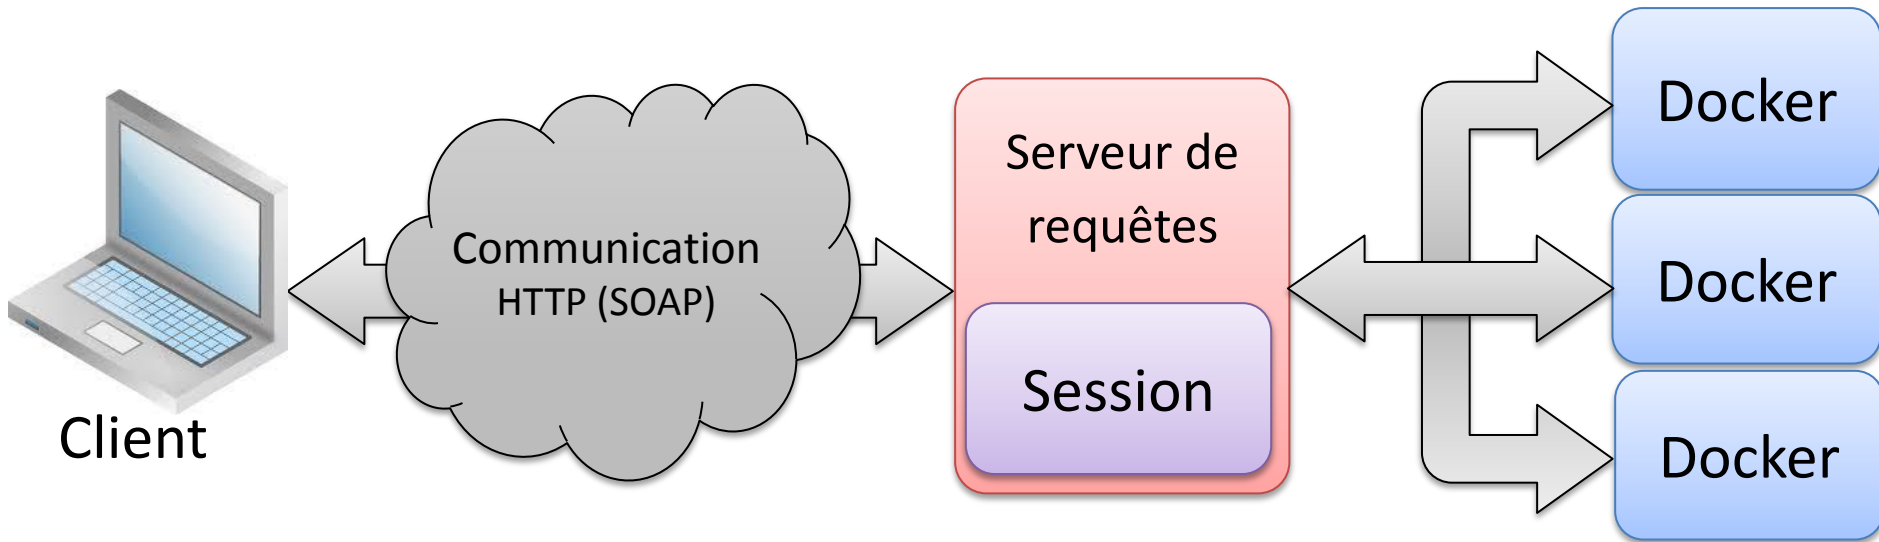 Client
Communication
HTTP (SOAP)
Serveur de
requêtes
Session
Docker
Docker
Docker